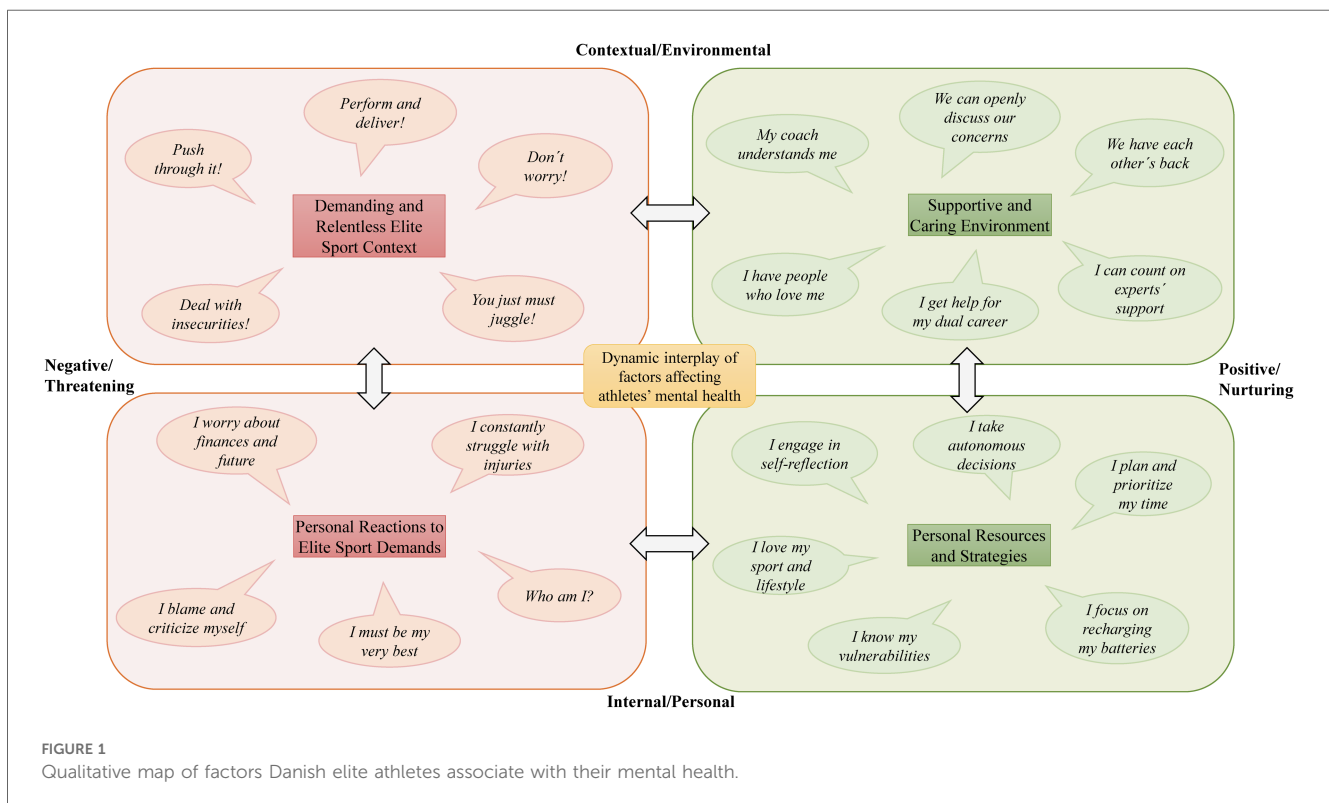 Contextual/Environmental
Perform and
deliver!
Push
through it!
Don´t
worry!
Demanding and
Relentless Elite
Sport Context
Deal with
insecurities!
You just must
juggle!
We can openly
discuss our
concerns
My coach
understands me
We have each
other´s back
Supportive and
Caring Environment
I have people
who love me
I get help for
my dual career
I can count on
experts´
support
Negative/
Threatening
Dynamic interplay of
factors affecting
athletes’ mental health
Positive/
Nurturing
I worry about
finances and
future
I constantly
struggle with
injuries
Personal Reactions to
Elite Sport Demands
I blame and
criticize myself
I must be my
very best
Who am I?
I engage in
self-reflection
I take
autonomous
decisions
I plan and
prioritize
my time
I love my
sport and
lifestyle
Personal Resources
and Strategies
I know my
vulnerabilities
I focus on
recharging
my batteries
Internal/Personal
FIGURE 1
Qualitative map of factors Danish elite athletes associate with their mental health.